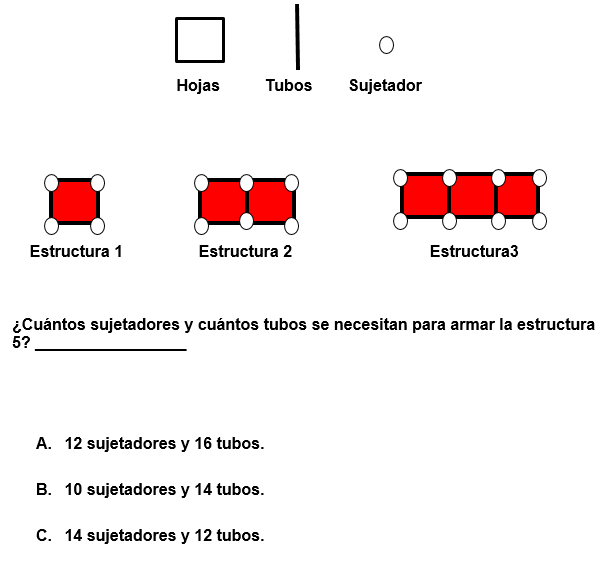 Hojas Tubos Sujetador
Estructura 1 Estructura 2 Estructura3
¿Cuántos sujetadores y cuántos tubos se necesitan para armar la estructura
5? _________________
A. 12 sujetadores y 16 tubos.
B. 10 sujetadores y 14 tubos.
C. 14 sujetadores y 12 tubos.